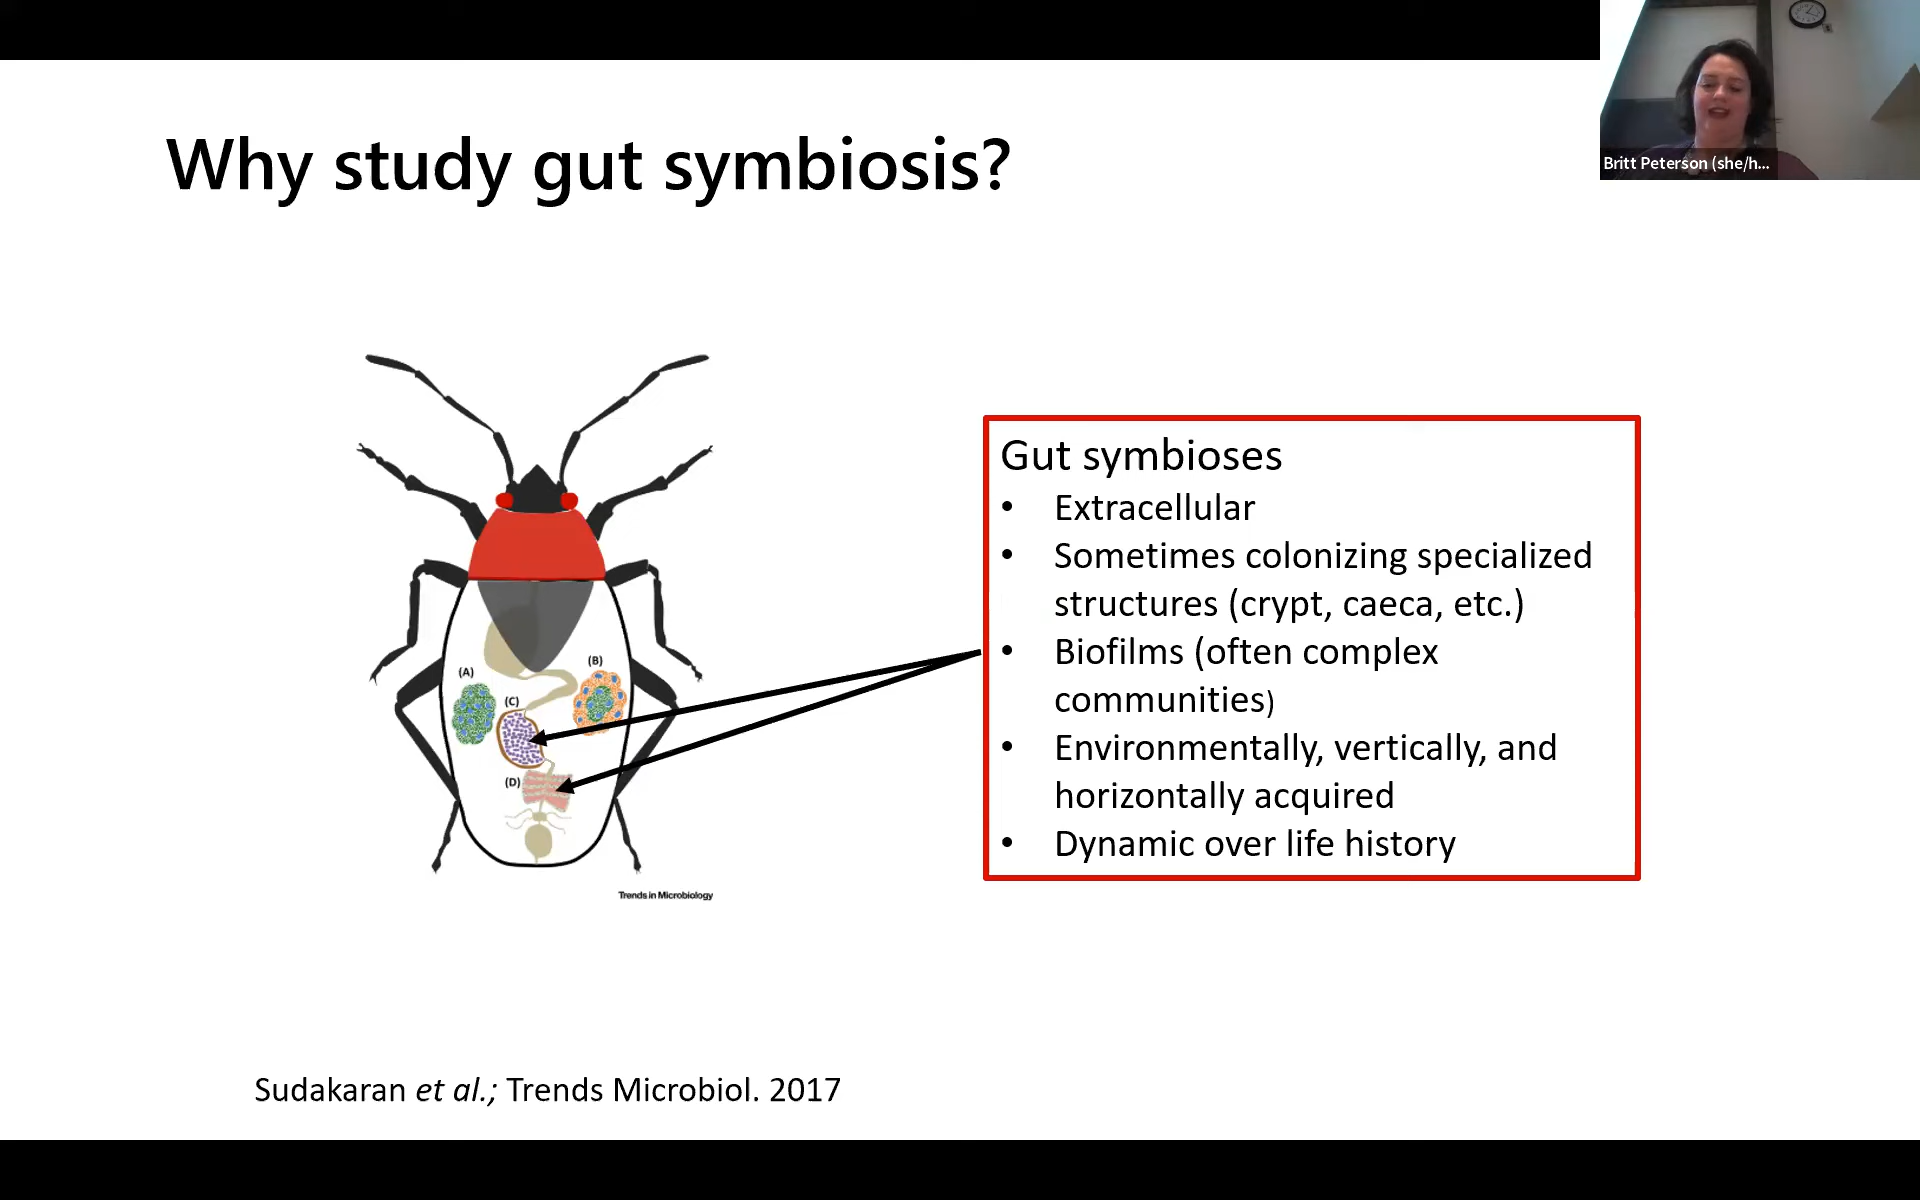 Britt Peterson (she/h...
Why study gut symbiosis?
(A)
(B)
(C)
(D)
Trends in Microbiology
Gut symbioses
• Extracellular
• Sometimes colonizing specialized
structures (crypt, caeca, etc.)
• Biofilms (often complex
communities)
• Environmentally, vertically, and
horizontally acquired
• Dynamic over life history
Sudakaran et al.; Trends Microbiol. 2017